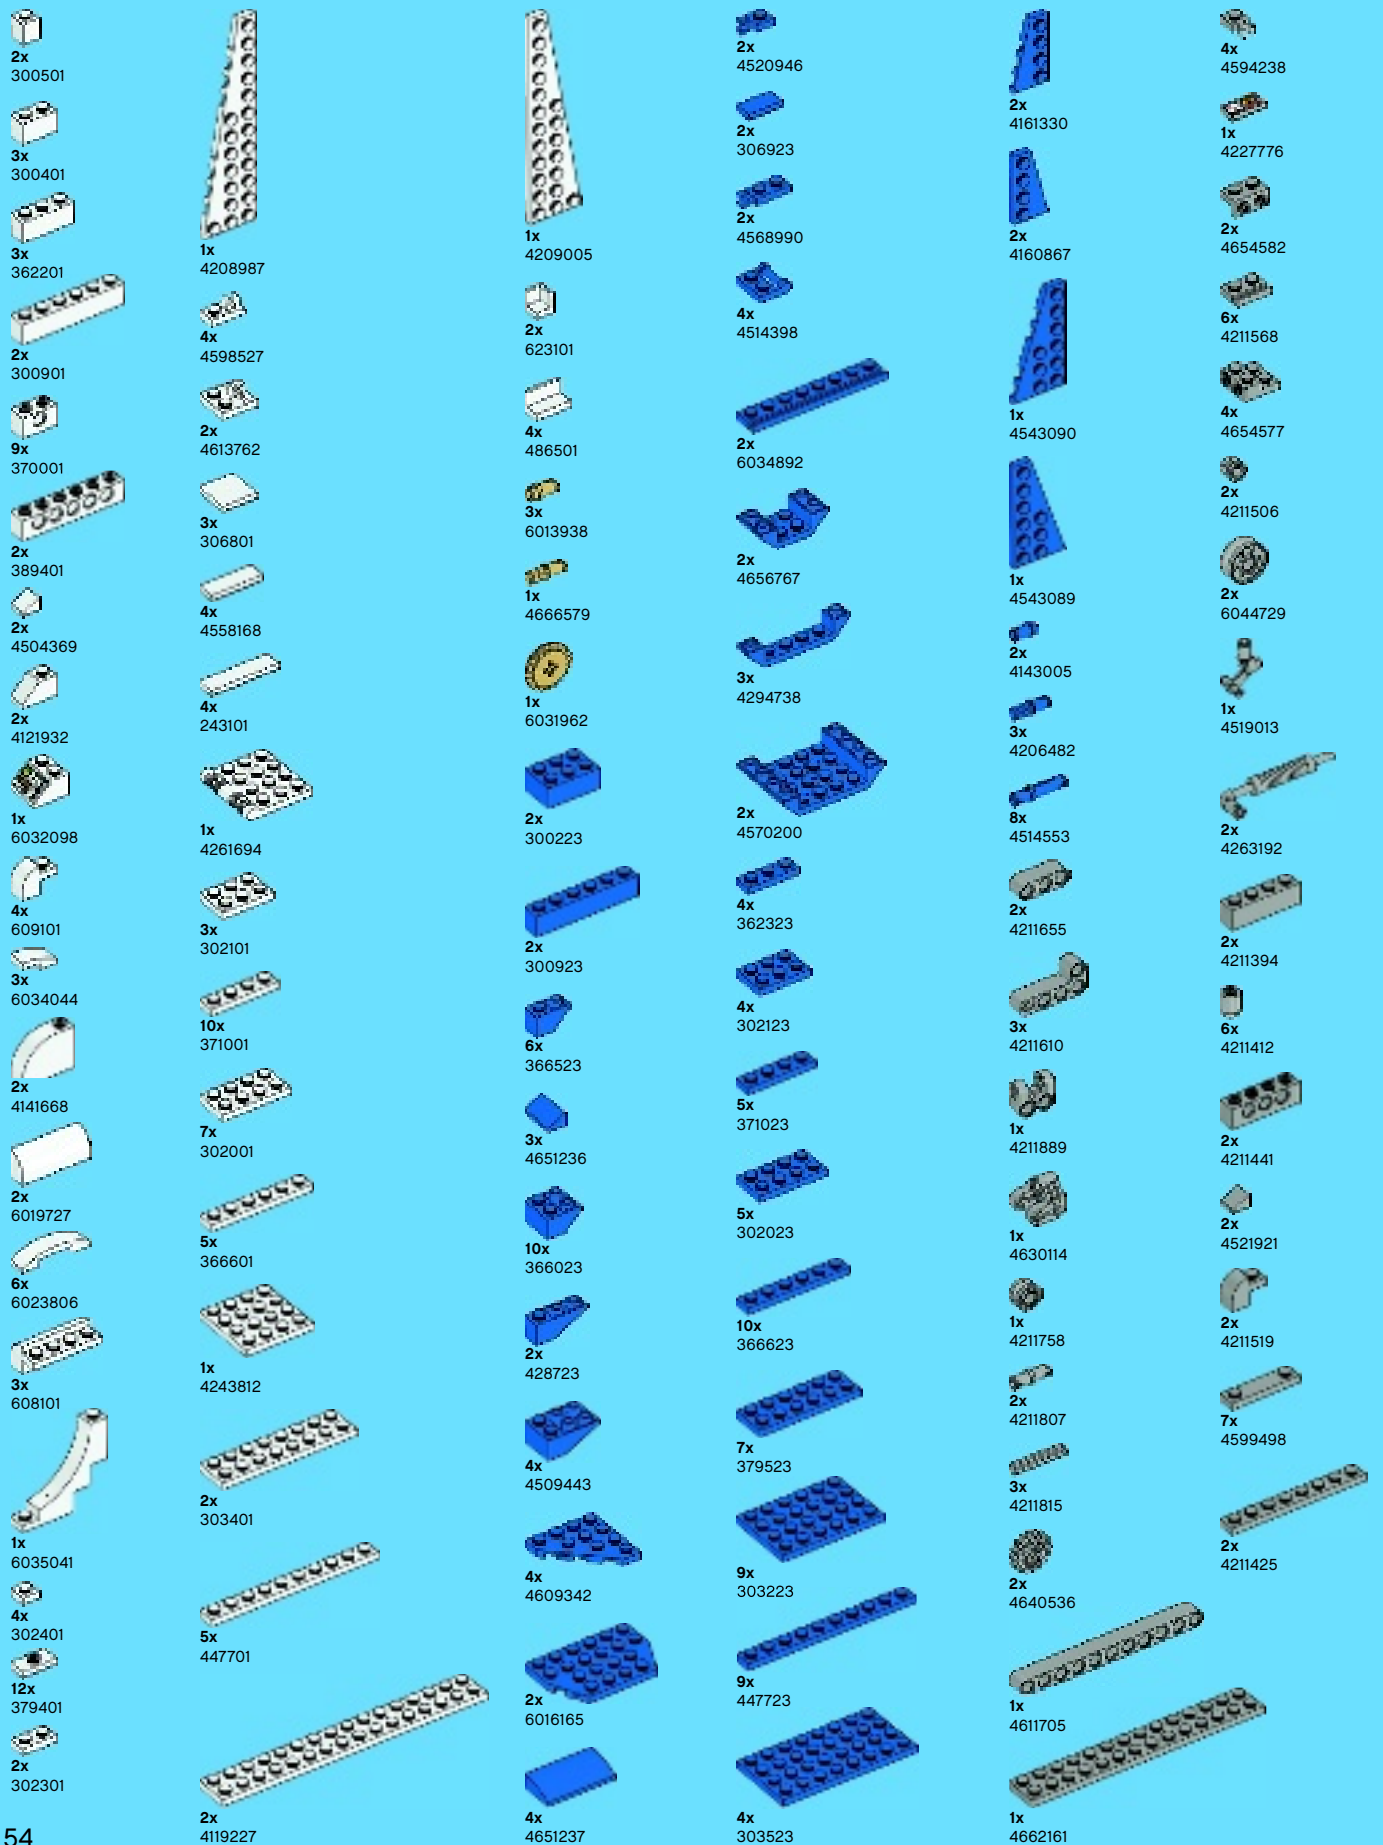 2x
300501
3x
300401
3x
362201
2x
300901
9x
370001
2x
389401
2x
4504369
2x
4121932
1x
6032098
4x
609101
3x
6034044
2x
4141668
2x
6019727
6x
6023806
3x
608101
1x
6035041
4x
302401
12x
379401
2x
302301
1x
4208987
4x
4598527
2x
4613762
3x
306801
4x
4558168
4x
243101
1x
4261694
3x
302101
10x
371001
7x
302001
5x
366601
1x
4243812
2x
303401
5x
447701
2x
4119227
1x
4209005
2x
623101
4x
486501
3x
6013938
1x
4666579
1x
6031962
2x
300223
2x
300923
6x
366523
3x
4651236
10x
366023
2x
428723
4x
4509443
4x
4609342
2x
6016165
4x
4651237
2x
4520946
2x
306923
2x
4568990
4x
4514398
2x
6034892
2x
4656767
3x
4294738
2x
4570200
4x
362323
4x
302123
5x
371023
5x
302023
10x
366623
7x
379523
9x
303223
9x
447723
4x
303523
2x
4161330
2x
4160867
1x
4543090
1x
4543089
2x
4143005
3x
4206482
8x
4514553
2x
4211655
3x
4211610
1x
4211889
1x
4630114
1x
4211758
2x
4211807
3x
4211815
2x
4640536
1x
4611705
1x
4662161
4x
4594238
1x
4227776
2x
4654582
6x
4211568
4x
4654577
2x
4211506
2x
6044729
1x
4519013
2x
4263192
2x
4211394
6x
4211412
2x
4211441
2x
4521921
2x
4211519
7x
4599498
2x
4211425
54